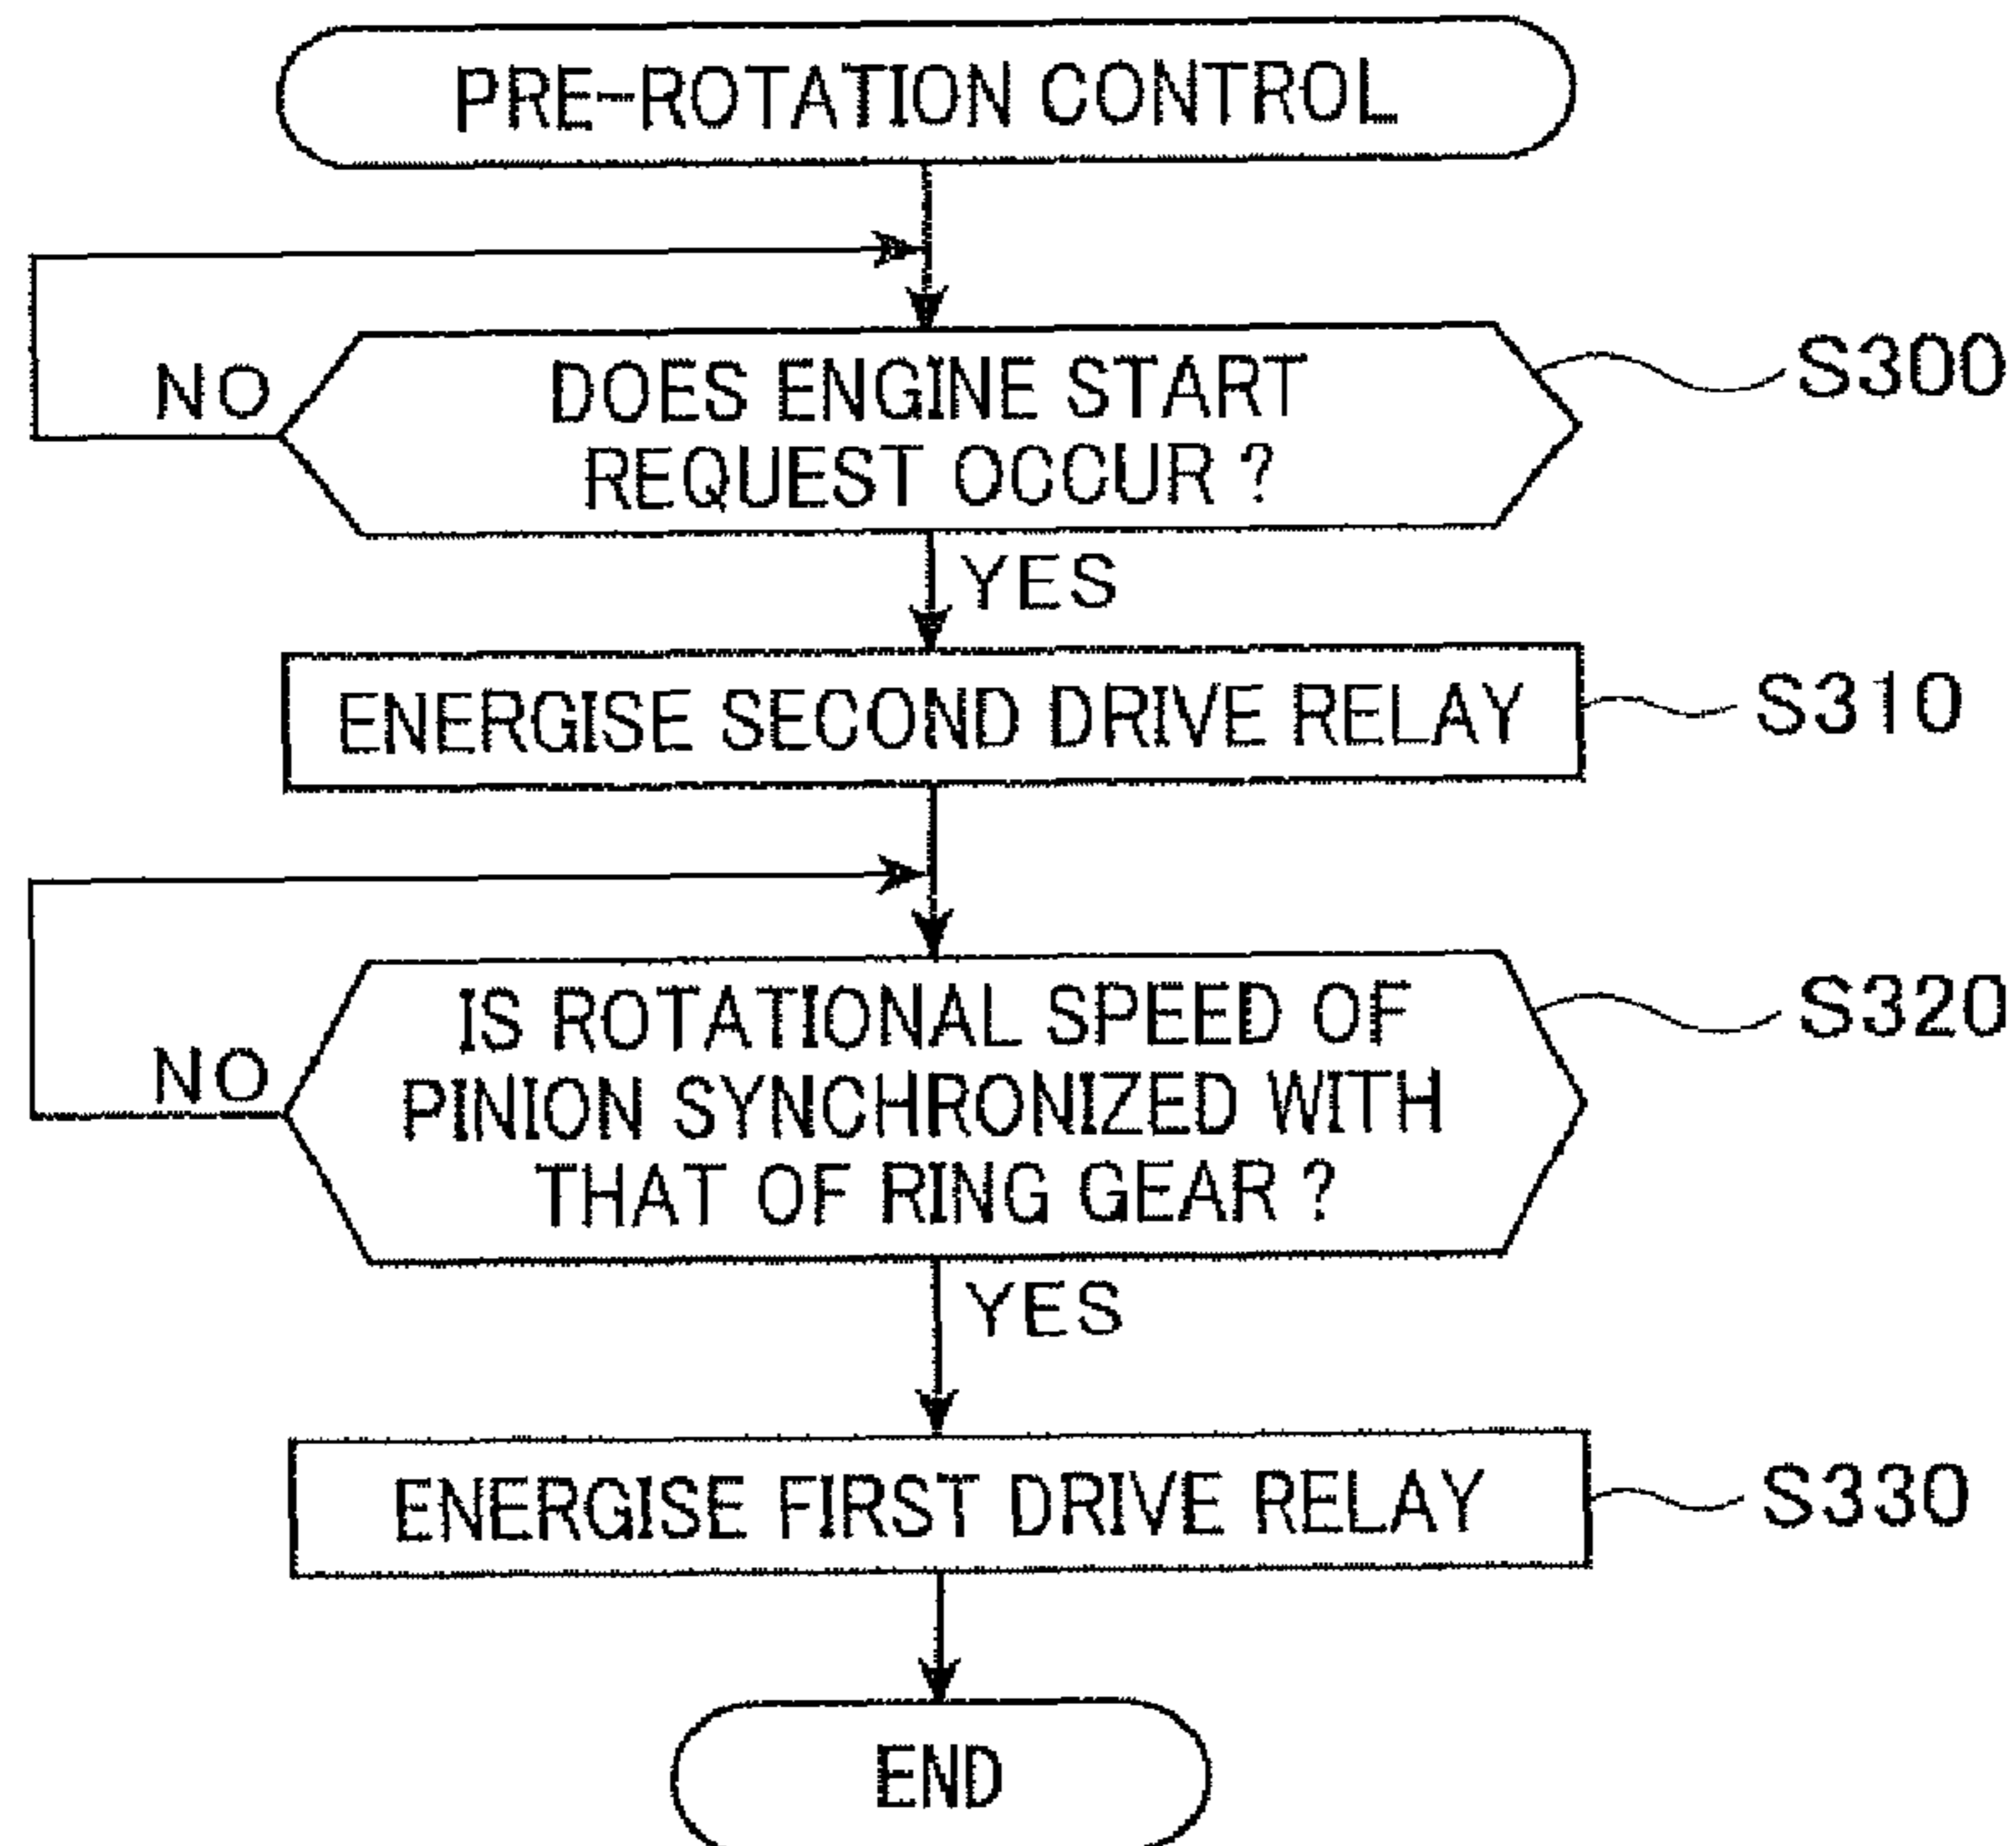 PRE-ROTATION CONTROL
NO
DOES ENGINE START
REQUEST OCCUR ?
S300
YES
ENERGISE SECOND DRIVE RELAY
S310
NO
IS ROTATIONAL SPEED OF
PINION SYNCHRONIZED WITH
THAT OF RING GEAR ?
S320
YES
ENERGISE FIRST DRIVE RELAY
S330
END